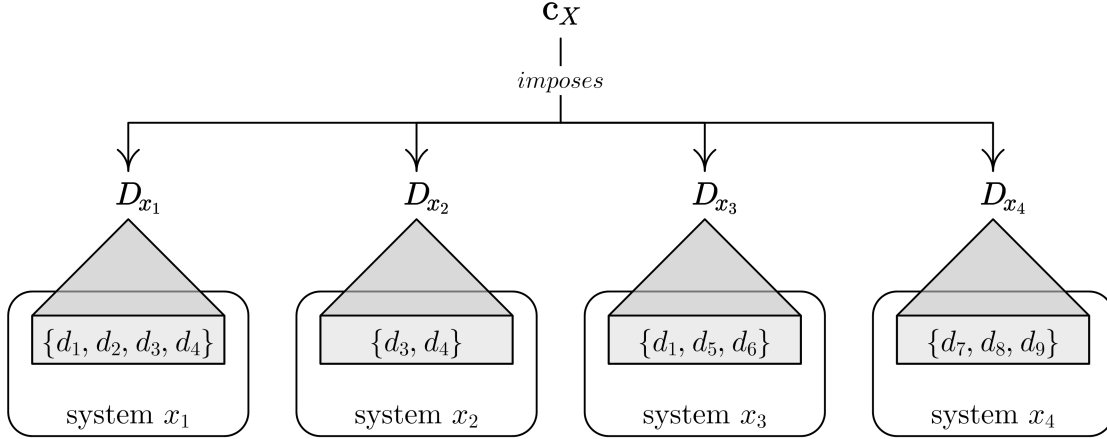 c_X
imposes
D_{x_1} D_{x_2} D_{x_3} D_{x_4}
{d_1, d_2, d_3, d_4} {d_3, d_4} {d_1, d_5, d_6} {d_7, d_8, d_9}
system x_1 system x_2 system x_3 system x_4